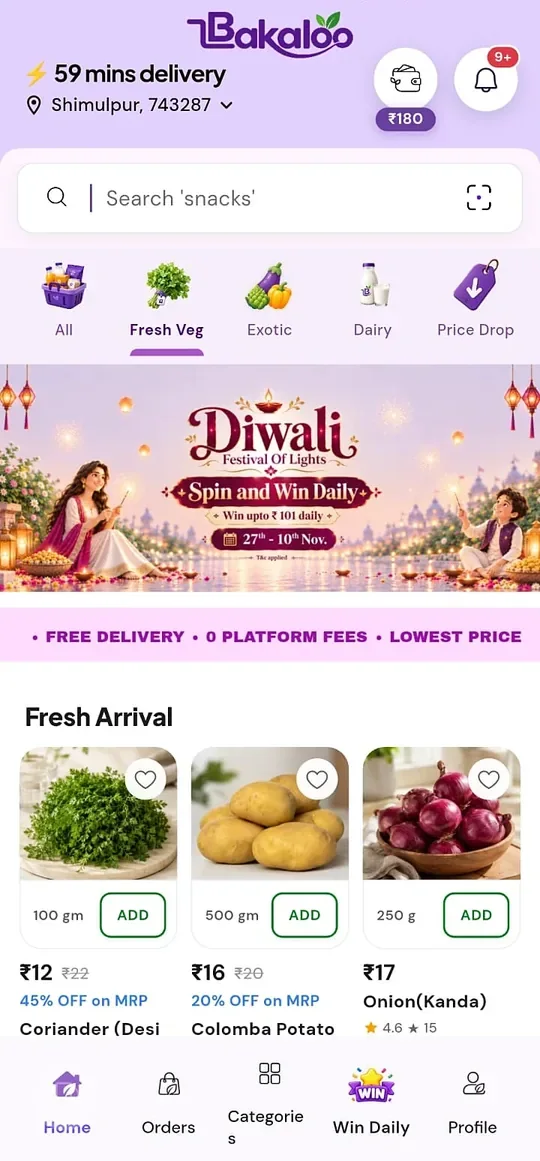 Bakaloo
⚡ 59 mins delivery
9+
Shimulpur, 743287
₹180
Search 'snacks'
All
Fresh Veg
Exotic
Dairy
Price Drop
Diwali
Festival Of Lights
Spin and Win Daily
Win upto ₹ 101 daily
27th - 10th Nov.
T&c applied
• FREE DELIVERY • 0 PLATFORM FEES • LOWEST PRICE
Fresh Arrival
100 gm ADD
500 gm ADD
250 g ADD
₹12 ₹22
45% OFF on MRP
Coriander (Desi
₹16 ₹20
20% OFF on MRP
Colomba Potato
₹17
Onion(Kanda)
★ 4.6 ★ 15
Home
Orders
Categorie
s
WIN
Win Daily
Profile